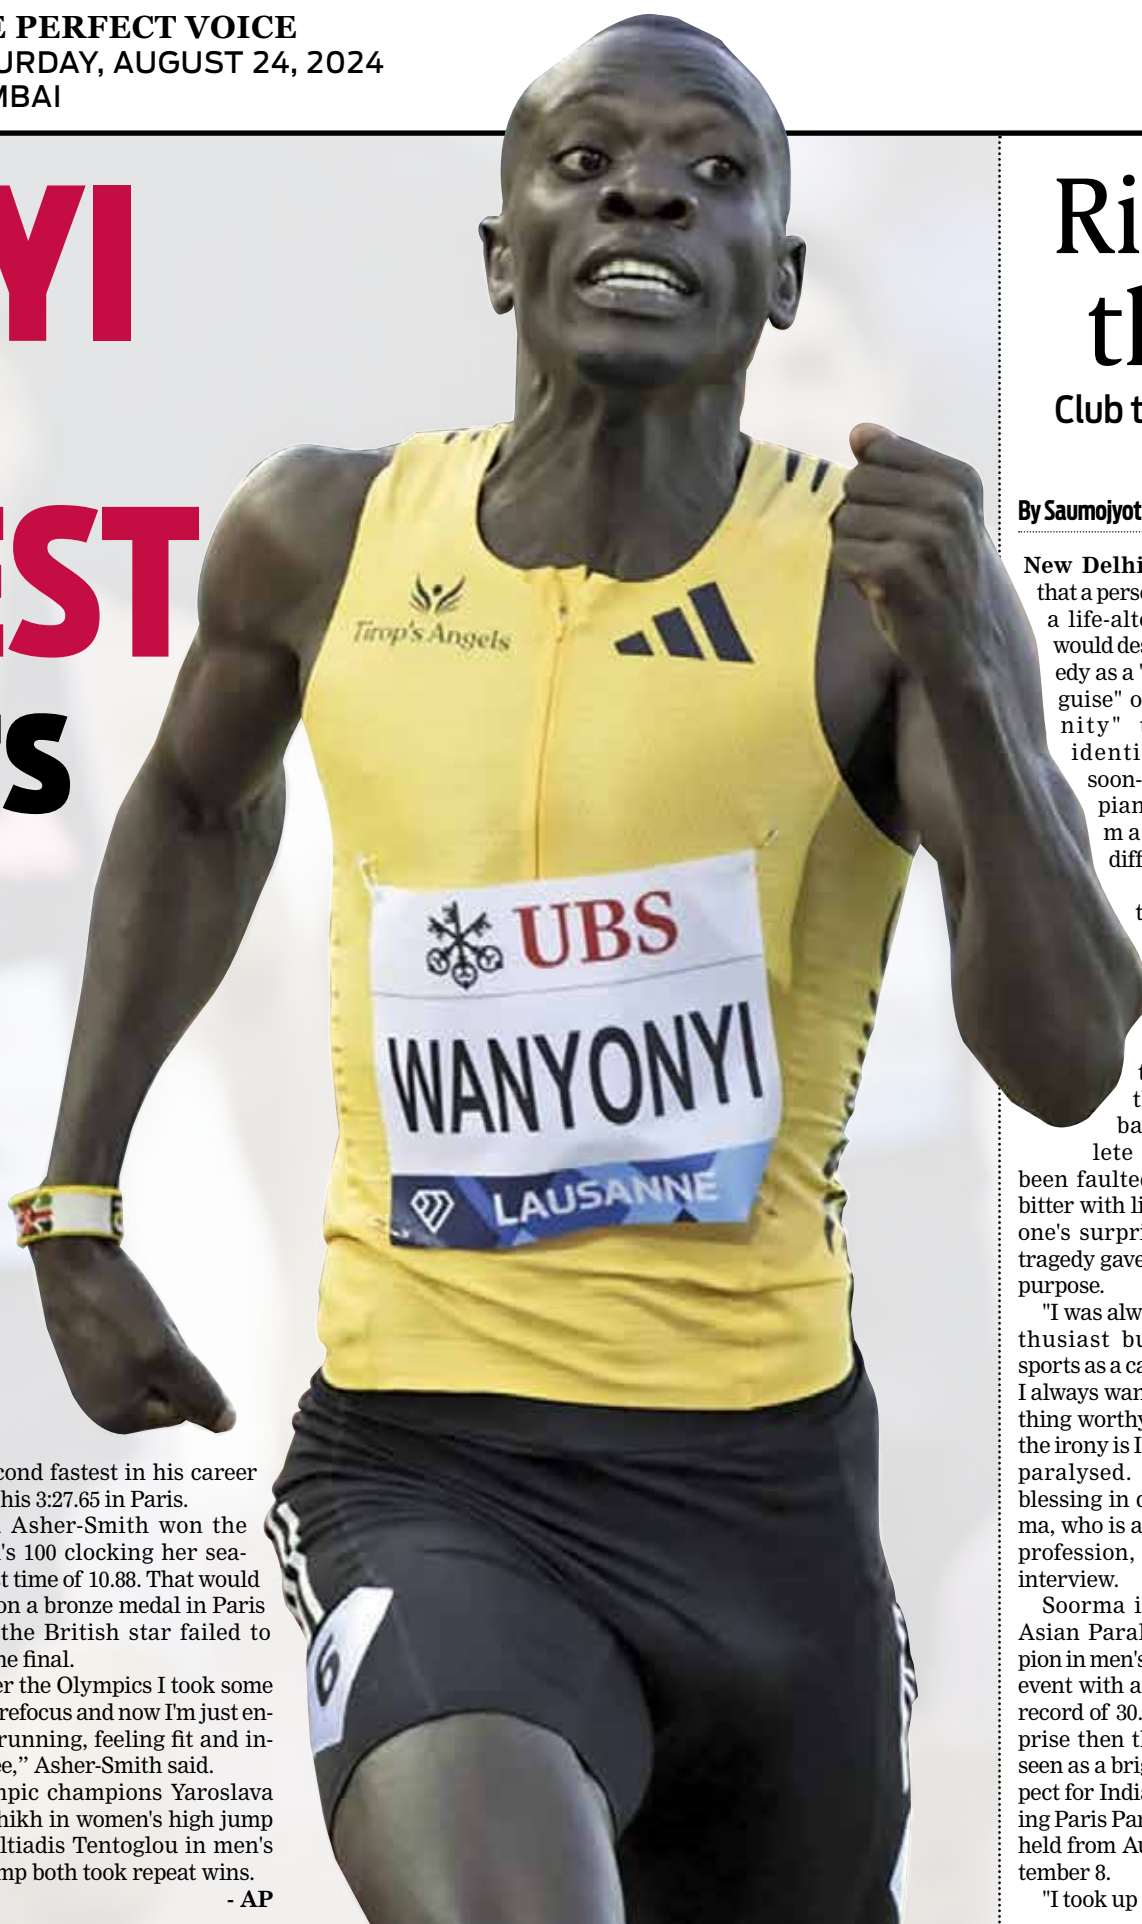 E PERFECT VOICE
URDAY, AUGUST 24, 2024
MBAI
YI
EST
TS
Tirop's Angels
UBS
WANYONYI
LAUSANNE
6
cond fastest in his career
his 3:27.65 in Paris.
Asher-Smith won the
's 100 clocking her sea-
t time of 10.88. That would
on a bronze medal in Paris
the British star failed to
ne final.
er the Olympics I took some
refocus and now I'm just en-
running, feeling fit and in-
ee,” Asher-Smith said.
mpic champions Yaroslava
hikh in women's high jump
ltiadis Tentoglou in men's
mp both took repeat wins.
- AP
Ri
th
Club t
By Saumojyot
New Delhi
that a perso
a life-alte
would des
edy as a "
guise" o
nity" t
identi
soon-
pian
ma
diff
t
t
th
ba
lete
been faulted
bitter with li
one's surpri
tragedy gave
purpose.
"I was alw
thusiast bu
sports as a ca
I always wan
thing worthy
the irony is I
paralysed.
blessing in d
ma, who is a
profession,
interview.
Soorma i
Asian Paral
pion in men's
event with a
record of 30.
prise then th
seen as a brig
pect for India
ing Paris Par
held from Au
tember 8.
"I took up